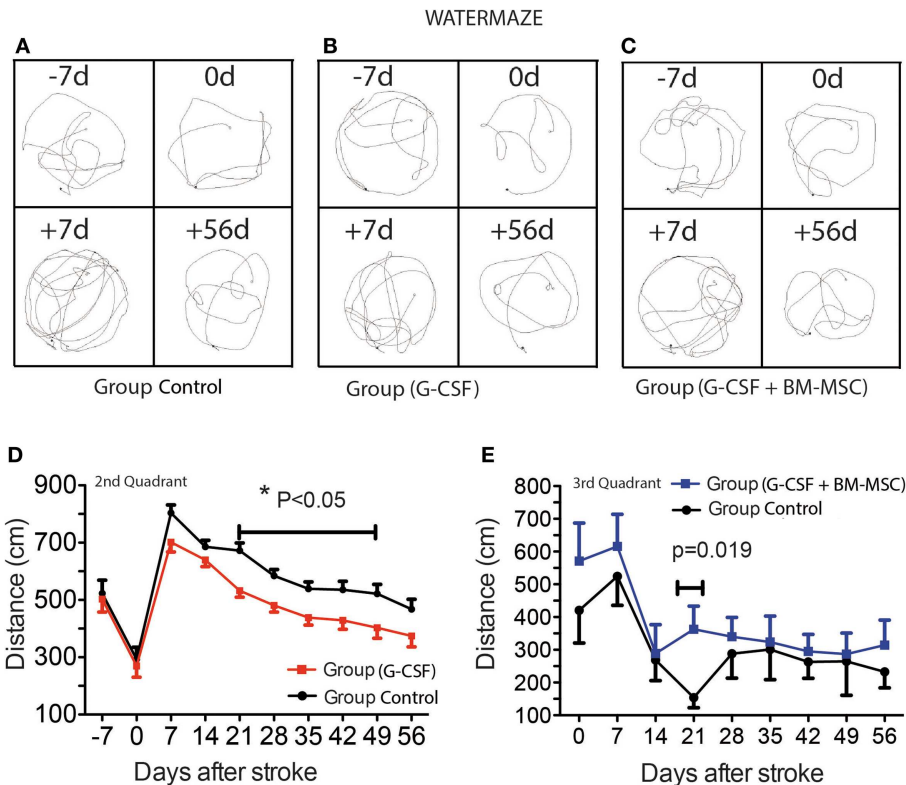 WATERMAZE
A
-7d
0d
+7d
+56d
Group Control
B
-7d
0d
+7d
+56d
Group (G-CSF)
C
-7d
0d
+7d
+56d
Group (G-CSF + BM-MSC)
D
2nd Quadrant
* P<0.05
Distance (cm)
900
700
500
300
100
Group (G-CSF)
Group Control
-7 0 7 14 21 28 35 42 49 56
Days after stroke
E
3rd Quadrant
Group (G-CSF + BM-MSC)
Group Control
p=0.019
Distance (cm)
800
700
600
500
400
300
200
100
0 7 14 21 28 35 42 49 56
Days after stroke